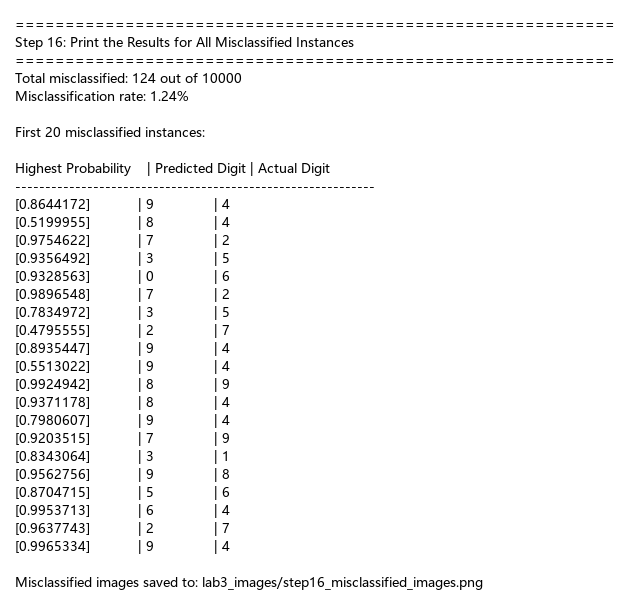 ============================================================
Step 16: Print the Results for All Misclassified Instances
============================================================
Total misclassified: 124 out of 10000
Misclassification rate: 1.24%
First 20 misclassified instances:
Highest Probability | Predicted Digit | Actual Digit
------------------------------------------------------------
[0.8644172] | 9 | 4
[0.5199955] | 8 | 4
[0.9754622] | 7 | 2
[0.9356492] | 3 | 5
[0.9328563] | 0 | 6
[0.9896548] | 7 | 2
[0.7834972] | 3 | 5
[0.4795555] | 2 | 7
[0.8935447] | 9 | 4
[0.5513022] | 9 | 4
[0.9924942] | 8 | 9
[0.9371178] | 8 | 4
[0.7980607] | 9 | 4
[0.9203515] | 7 | 9
[0.8343064] | 3 | 1
[0.9562756] | 9 | 8
[0.8704715] | 5 | 6
[0.9953713] | 6 | 4
[0.9637743] | 2 | 7
[0.9965334] | 9 | 4
Misclassified images saved to: lab3_images/step16_misclassified_images.png